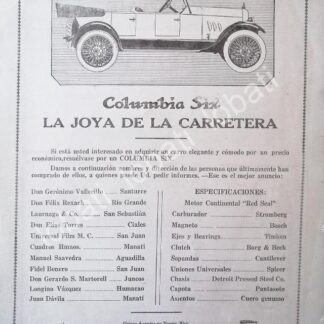 Columbia Six
LA JOYA DE LA CARRETERA
Si está usted interesado en adquirir un carro elegante y cómodo por un precio
económico, resuélvase por un COLUMBIA SIX.
Damos a continuación nombre y dirección de las personas que últimamente han
comprado de ellos, a quienes puede Ud. pedir informes, —Ese es el mejor anuncio:
Don Gerónimo Vallecillo Santurce
Don Félix Rexach Río Grande
Laurnaga & Co. San Sebastián
Don Elías Torres Ciales
Universal Film M. C. San Juan
Cuadros Hnos. Manatí
Manuel Saavedra Aguadilla
Fidel Benero San Juan
Don Gerardo S. Martorell Juncos
Longina Vázquez Humacao
Juan Dávila Manatí
ESPECIFICACIONES:
Motor Continental "Red Seal"
Carburador Stromberg
Magneto Bosch
Ejes y Bearings Timken
Clutch Borg & Beck
Sopandas Cantilever
Uniones Universales Spicer
Chasis Detroit Pressed Steel Co.
Capota Pantasote
Asientos Cuero genuino